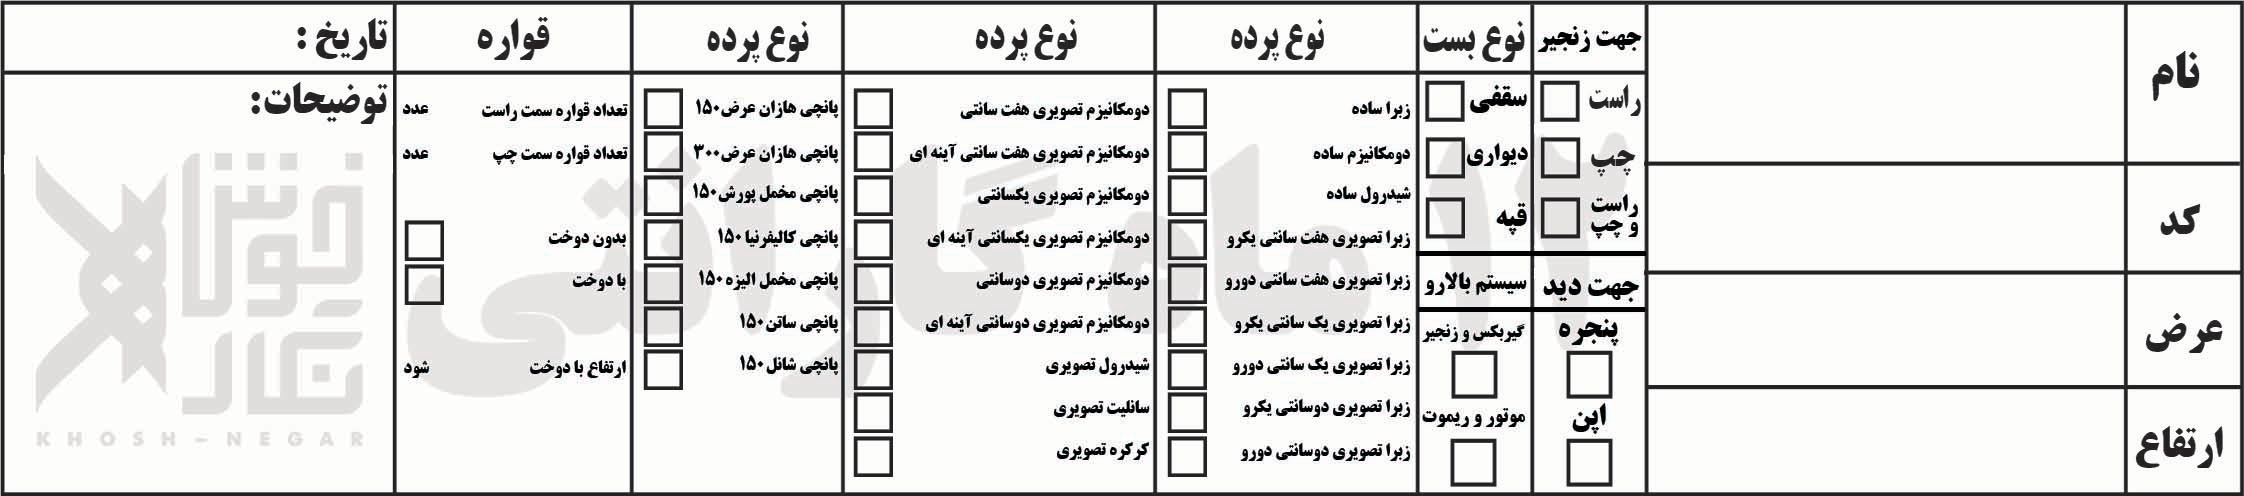 نام
کد
عرض
ارتفاع
جهت زنجیر
راست
چپ
راست
و چپ
جهت دید
پنجره
اپن
نوع بست
سقفی
دیواری
قپه
سیستم بالارو
گیربکس و زنجیر
موتور و ریموت
نوع پرده
زبرا ساده
دومکانیزم ساده
شیدرول ساده
زبرا تصویری هفت سانتی یکرو
زبرا تصویری هفت سانتی دورو
زبرا تصویری یک سانتی یکرو
زبرا تصویری یک سانتی دورو
زبرا تصویری دوسانتی یکرو
زبرا تصویری دوسانتی دورو
نوع پرده
دومکانیزم تصویری هفت سانتی
دومکانیزم تصویری هفت سانتی آینه ای
دومکانیزم تصویری یکسانتی
دومکانیزم تصویری یکسانتی آینه ای
دومکانیزم تصویری دوسانتی
دومکانیزم تصویری دوسانتی آینه ای
شیدرول تصویری
سانلیت تصویری
کرکره تصویری
نوع پرده
پانچی هازان عرض۱۵۰
پانچی هازان عرض۳۰۰
پانچی مخمل پورش۱۵۰
پانچی کالیفرنیا ۱۵۰
پانچی مخمل الیزه ۱۵۰
پانچی ساتن۱۵۰
پانچی شانل۱۵۰
قواره
تعداد قواره سمت راست عدد
تعداد قواره سمت چپ عدد
بدون دوخت
با دوخت
ارتفاع با دوخت شود
تاریخ :
توضیحات:
خوش
نگار
KHOSH-NEGAR
۱۲ ماه گارانتی